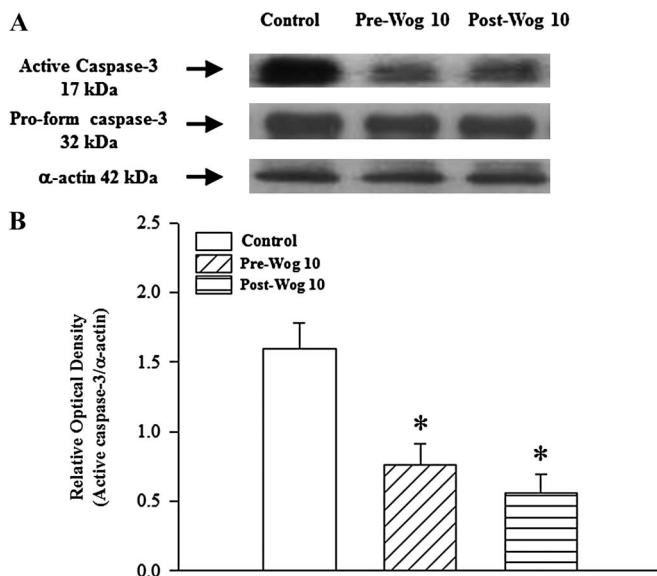 A
Control Pre-Wog 10 Post-Wog 10
Active Caspase-3
17 kDa
Pro-form caspase-3
32 kDa
α-actin 42 kDa
B
Relative Optical Density
(Active caspase-3/α-actin)
2.5
2.0
1.5
1.0
0.5
0.0
Control
Pre-Wog 10
Post-Wog 10
*
*